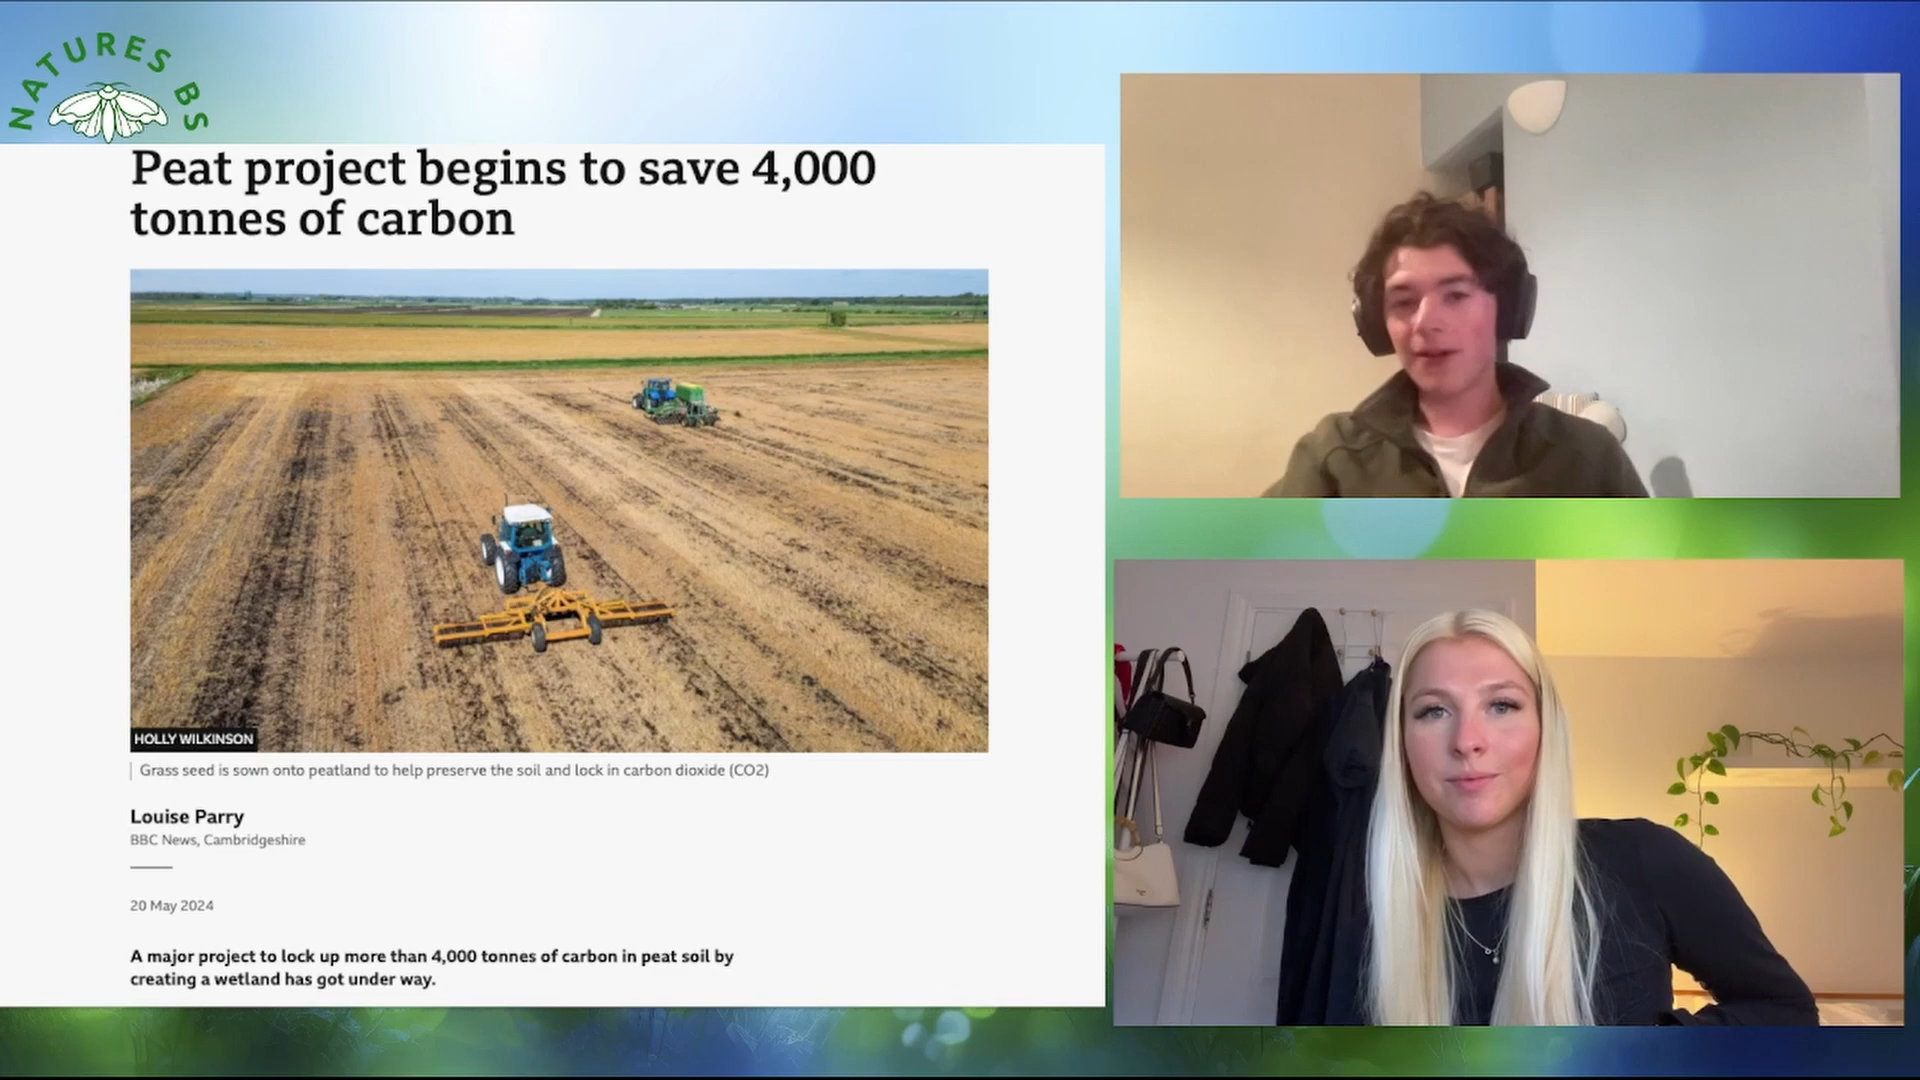 NATURES BS
Peat project begins to save 4,000
tonnes of carbon
HOLLY WILKINSON
Grass seed is sown onto peatland to help preserve the soil and lock in carbon dioxide (CO2)
Louise Parry
BBC News, Cambridgeshire
20 May 2024
A major project to lock up more than 4,000 tonnes of carbon in peat soil by
creating a wetland has got under way.